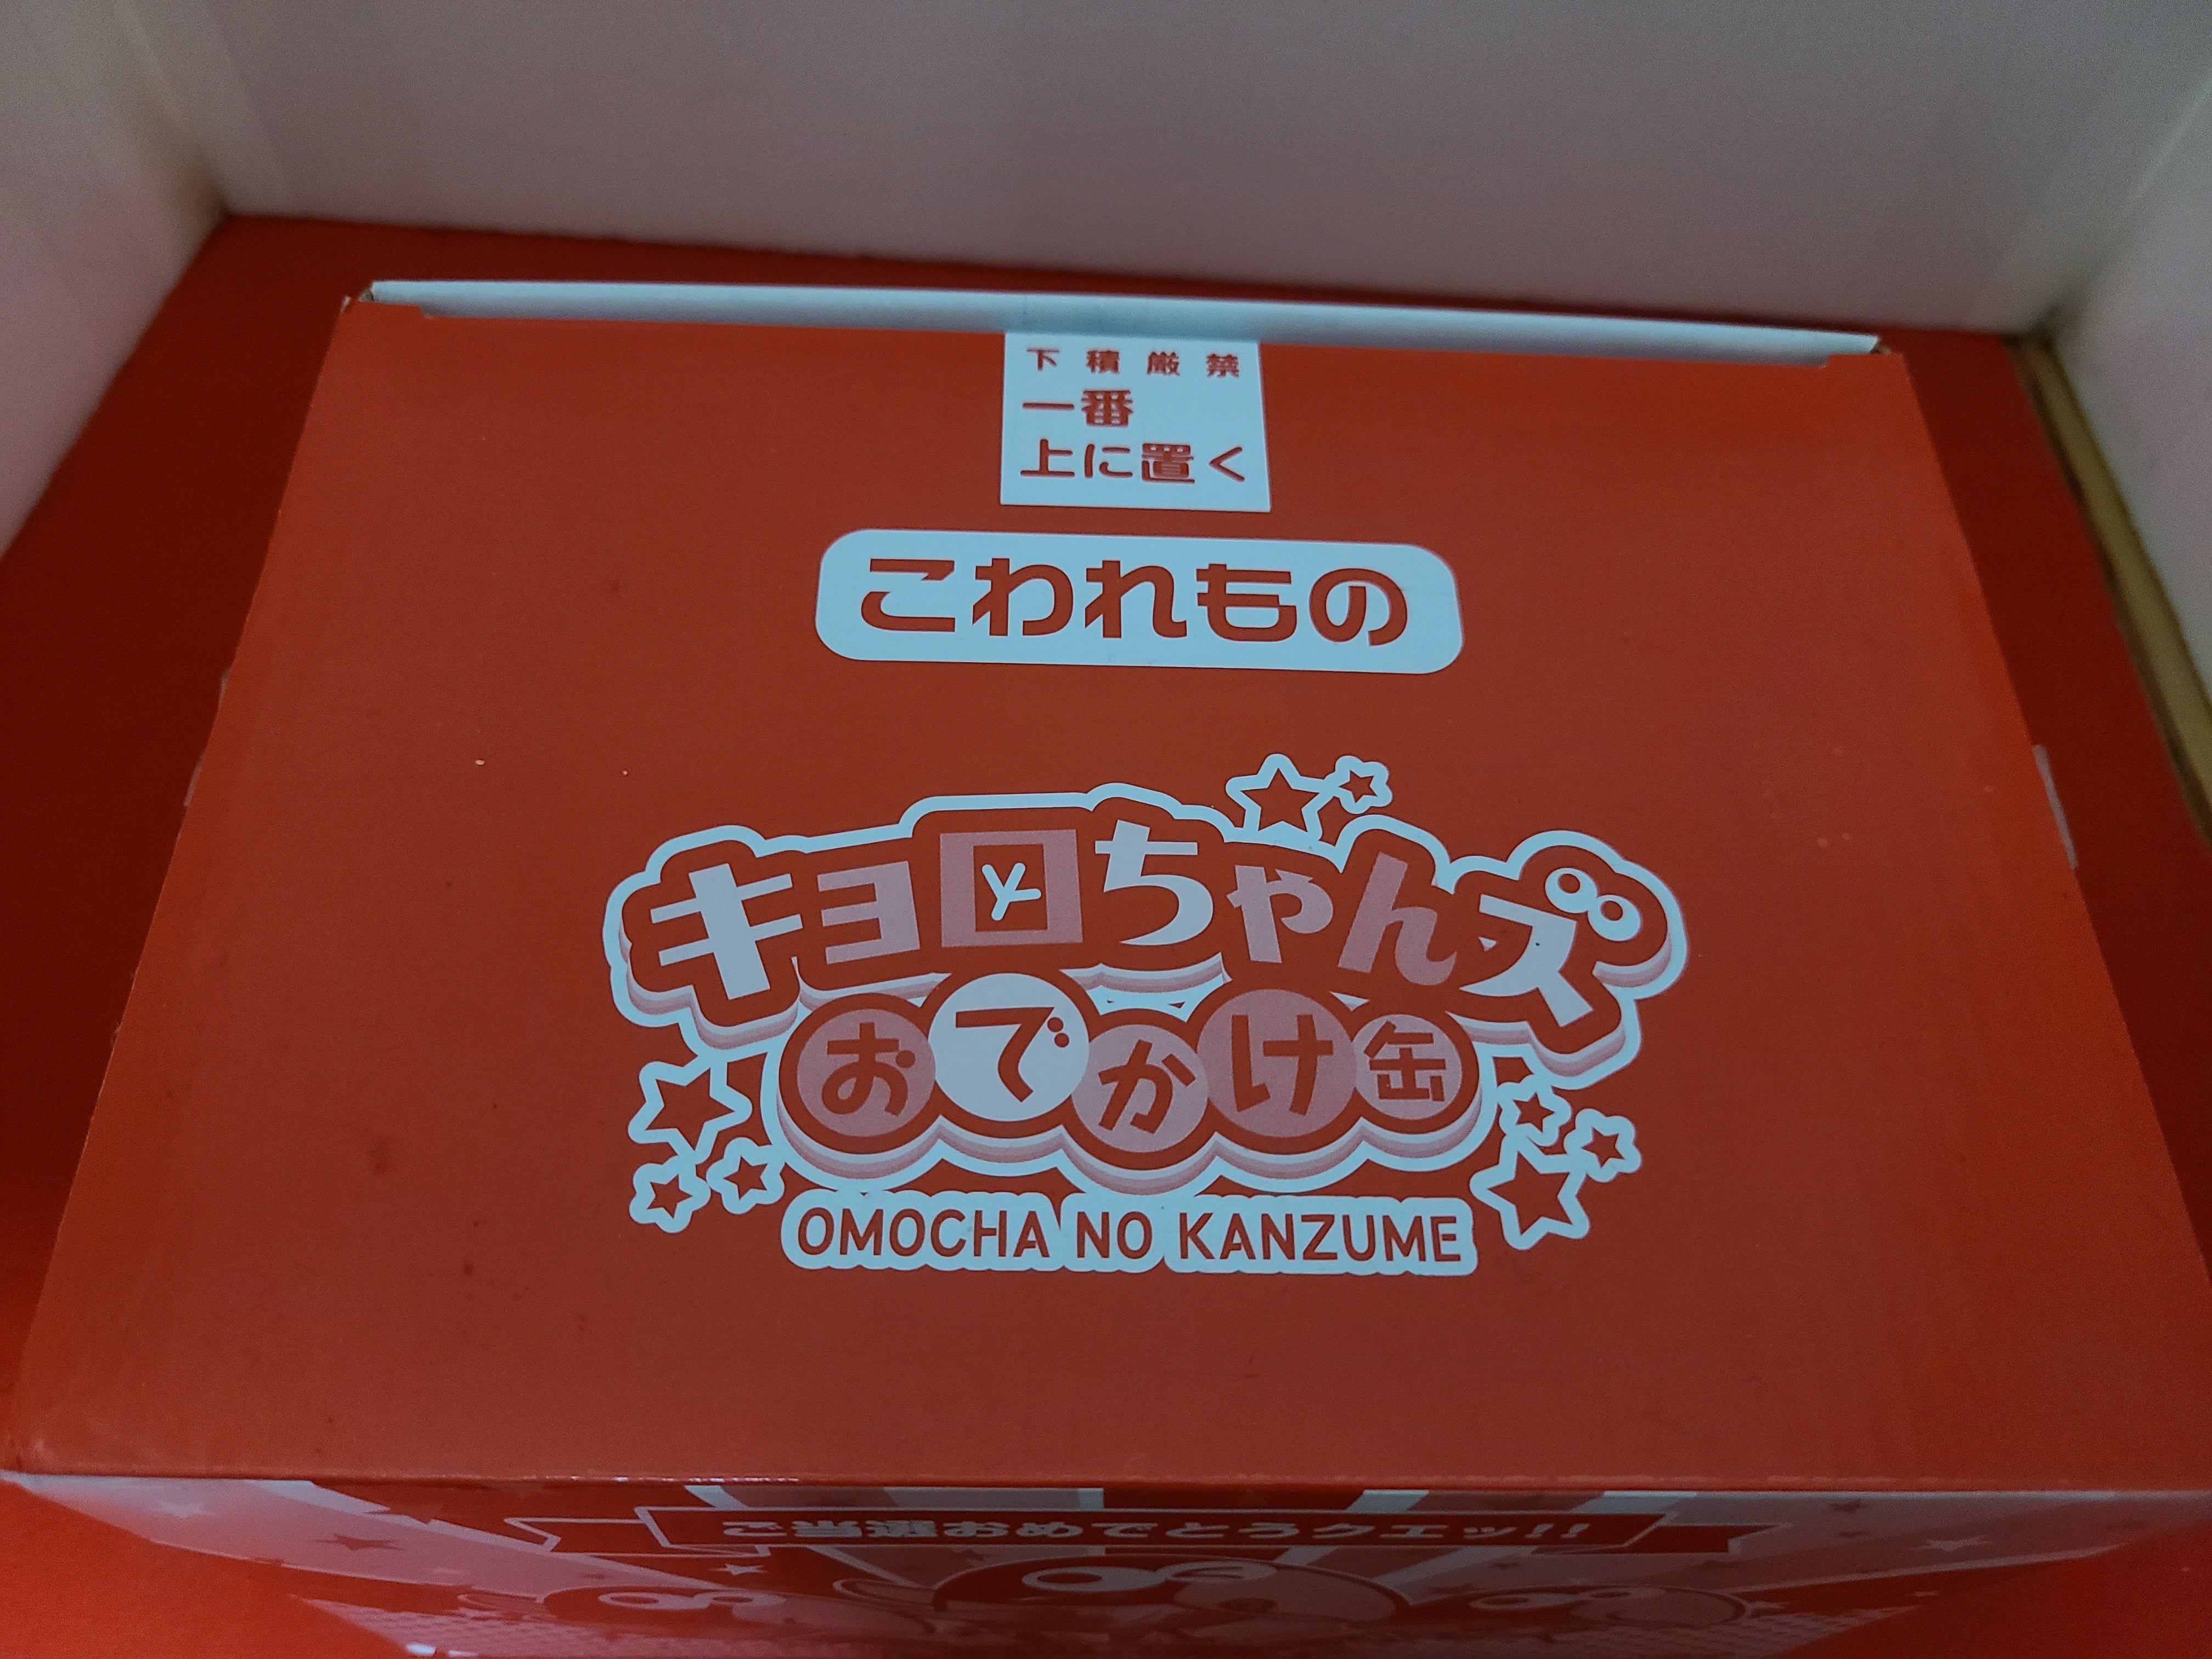 下積厳禁
一番
上に置く
こわれもの
キョロちゃんズ
おでかけ缶
OMOCHA NO KANZUME
ご当選おめでとうクエッ!!